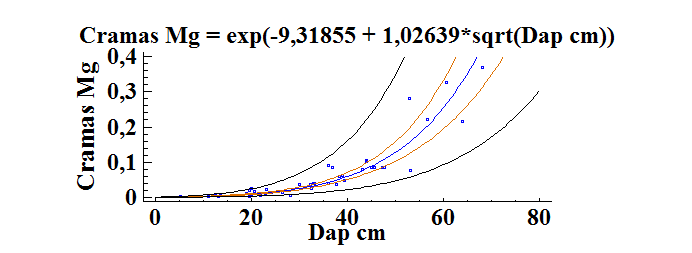 Cramas Mg = exp(-9,31855 + 1,02639*sqrt(Dap cm))
Cramas Mg
0,4
0,3
0,2
0,1
0
0 20 40 60 80
Dap cm